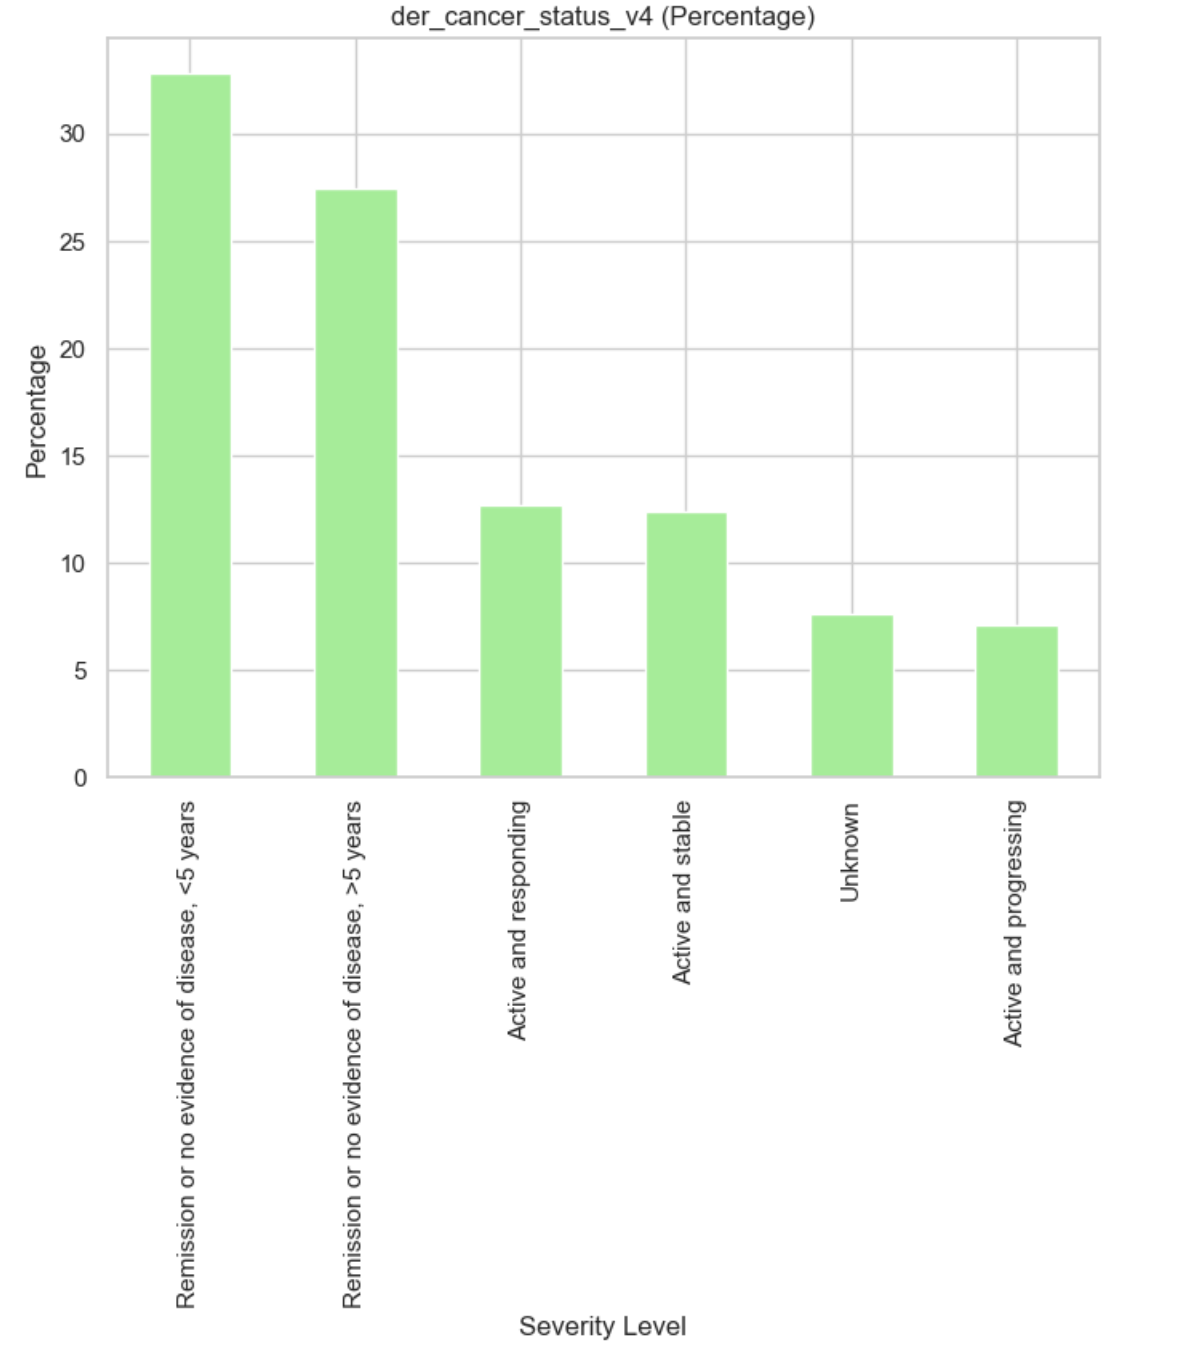 der_cancer_status_v4 (Percentage)
Percentage
30
25
20
15
10
5
0
Remission or no evidence of disease, <5 years
Remission or no evidence of disease, >5 years
Active and responding
Active and stable
Unknown
Active and progressing
Severity Level